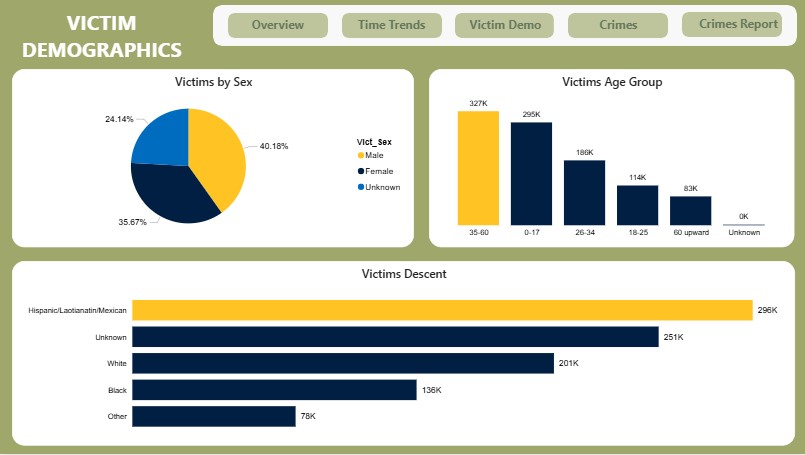 VICTIM
DEMOGRAPHICS
Overview
Time Trends
Victim Demo
Crimes
Crimes Report
Victims by Sex
24.14%
40.18%
35.67%
Vict_Sex
Male
Female
Unknown
Victims Age Group
327K
295K
186K
114K
83K
0K
35-60
0-17
26-34
18-25
60 upward
Unknown
Victims Descent
Hispanic/Laotianatin/Mexican
296K
Unknown
251K
White
201K
Black
136K
Other
78K